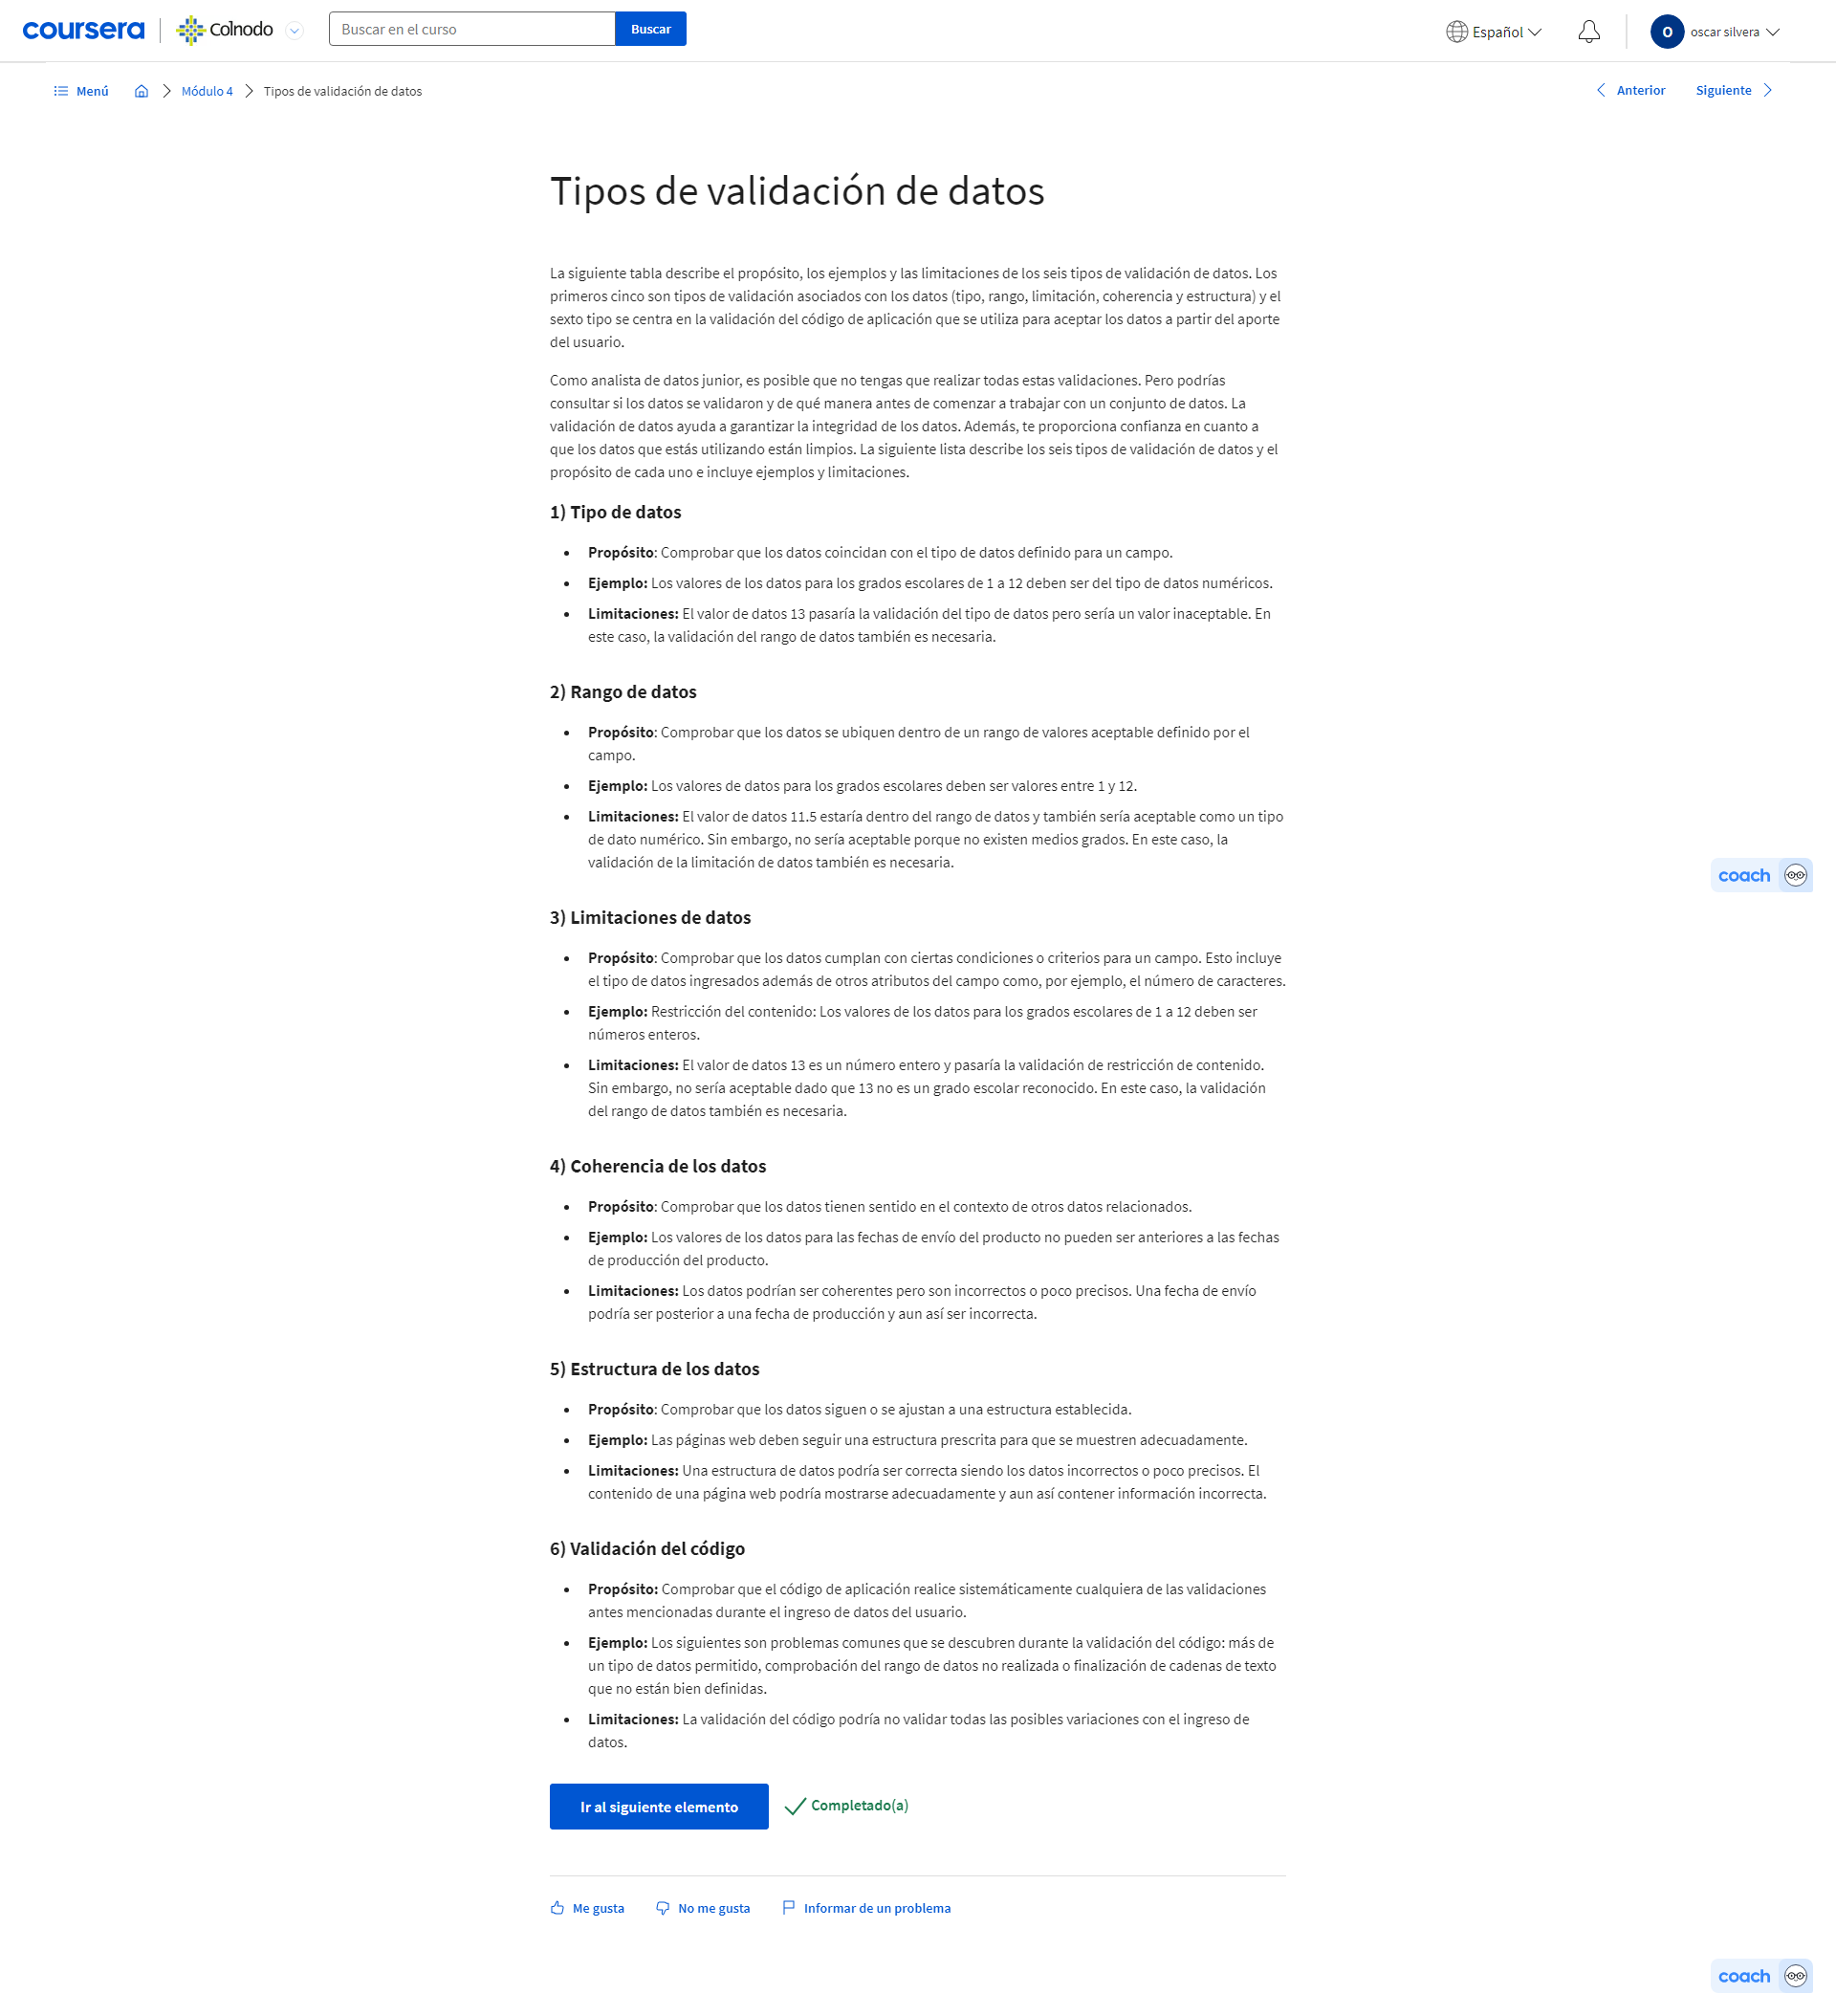 coursera
Colnodo
Buscar en el curso
Buscar
Español
O
oscar silvera
Menú
Módulo 4
Tipos de validación de datos
Anterior
Siguiente
Tipos de validación de datos
La siguiente tabla describe el propósito, los ejemplos y las limitaciones de los seis tipos de validación de datos. Los
primeros cinco son tipos de validación asociados con los datos (tipo, rango, limitación, coherencia y estructura) y el
sexto tipo se centra en la validación del código de aplicación que se utiliza para aceptar los datos a partir del aporte
del usuario.
Como analista de datos junior, es posible que no tengas que realizar todas estas validaciones. Pero podrías
consultar si los datos se validaron y de qué manera antes de comenzar a trabajar con un conjunto de datos. La
validación de datos ayuda a garantizar la integridad de los datos. Además, te proporciona confianza en cuanto a
que los datos que estás utilizando están limpios. La siguiente lista describe los seis tipos de validación de datos y el
propósito de cada uno e incluye ejemplos y limitaciones.
1) Tipo de datos
• Propósito: Comprobar que los datos coincidan con el tipo de datos definido para un campo.
• Ejemplo: Los valores de los datos para los grados escolares de 1 a 12 deben ser del tipo de datos numéricos.
• Limitaciones: El valor de datos 13 pasaría la validación del tipo de datos pero sería un valor inaceptable. En
este caso, la validación del rango de datos también es necesaria.
2) Rango de datos
• Propósito: Comprobar que los datos se ubiquen dentro de un rango de valores aceptable definido por el
campo.
• Ejemplo: Los valores de datos para los grados escolares deben ser valores entre 1 y 12.
• Limitaciones: El valor de datos 11.5 estaría dentro del rango de datos y también sería aceptable como un tipo
de dato numérico. Sin embargo, no sería aceptable porque no existen medios grados. En este caso, la
validación de la limitación de datos también es necesaria.
coach
3) Limitaciones de datos
• Propósito: Comprobar que los datos cumplan con ciertas condiciones o criterios para un campo. Esto incluye
el tipo de datos ingresados además de otros atributos del campo como, por ejemplo, el número de caracteres.
• Ejemplo: Restricción del contenido: Los valores de los datos para los grados escolares de 1 a 12 deben ser
números enteros.
• Limitaciones: El valor de datos 13 es un número entero y pasaría la validación de restricción de contenido.
Sin embargo, no sería aceptable dado que 13 no es un grado escolar reconocido. En este caso, la validación
del rango de datos también es necesaria.
4) Coherencia de los datos
• Propósito: Comprobar que los datos tienen sentido en el contexto de otros datos relacionados.
• Ejemplo: Los valores de los datos para las fechas de envío del producto no pueden ser anteriores a las fechas
de producción del producto.
• Limitaciones: Los datos podrían ser coherentes pero son incorrectos o poco precisos. Una fecha de envío
podría ser posterior a una fecha de producción y aun así ser incorrecta.
5) Estructura de los datos
• Propósito: Comprobar que los datos siguen o se ajustan a una estructura establecida.
• Ejemplo: Las páginas web deben seguir una estructura prescrita para que se muestren adecuadamente.
• Limitaciones: Una estructura de datos podría ser correcta siendo los datos incorrectos o poco precisos. El
contenido de una página web podría mostrarse adecuadamente y aun así contener información incorrecta.
6) Validación del código
• Propósito: Comprobar que el código de aplicación realice sistemáticamente cualquiera de las validaciones
antes mencionadas durante el ingreso de datos del usuario.
• Ejemplo: Los siguientes son problemas comunes que se descubren durante la validación del código: más de
un tipo de datos permitido, comprobación del rango de datos no realizada o finalización de cadenas de texto
que no están bien definidas.
• Limitaciones: La validación del código podría no validar todas las posibles variaciones con el ingreso de
datos.
Ir al siguiente elemento
Completado(a)
Me gusta
No me gusta
Informar de un problema
coach